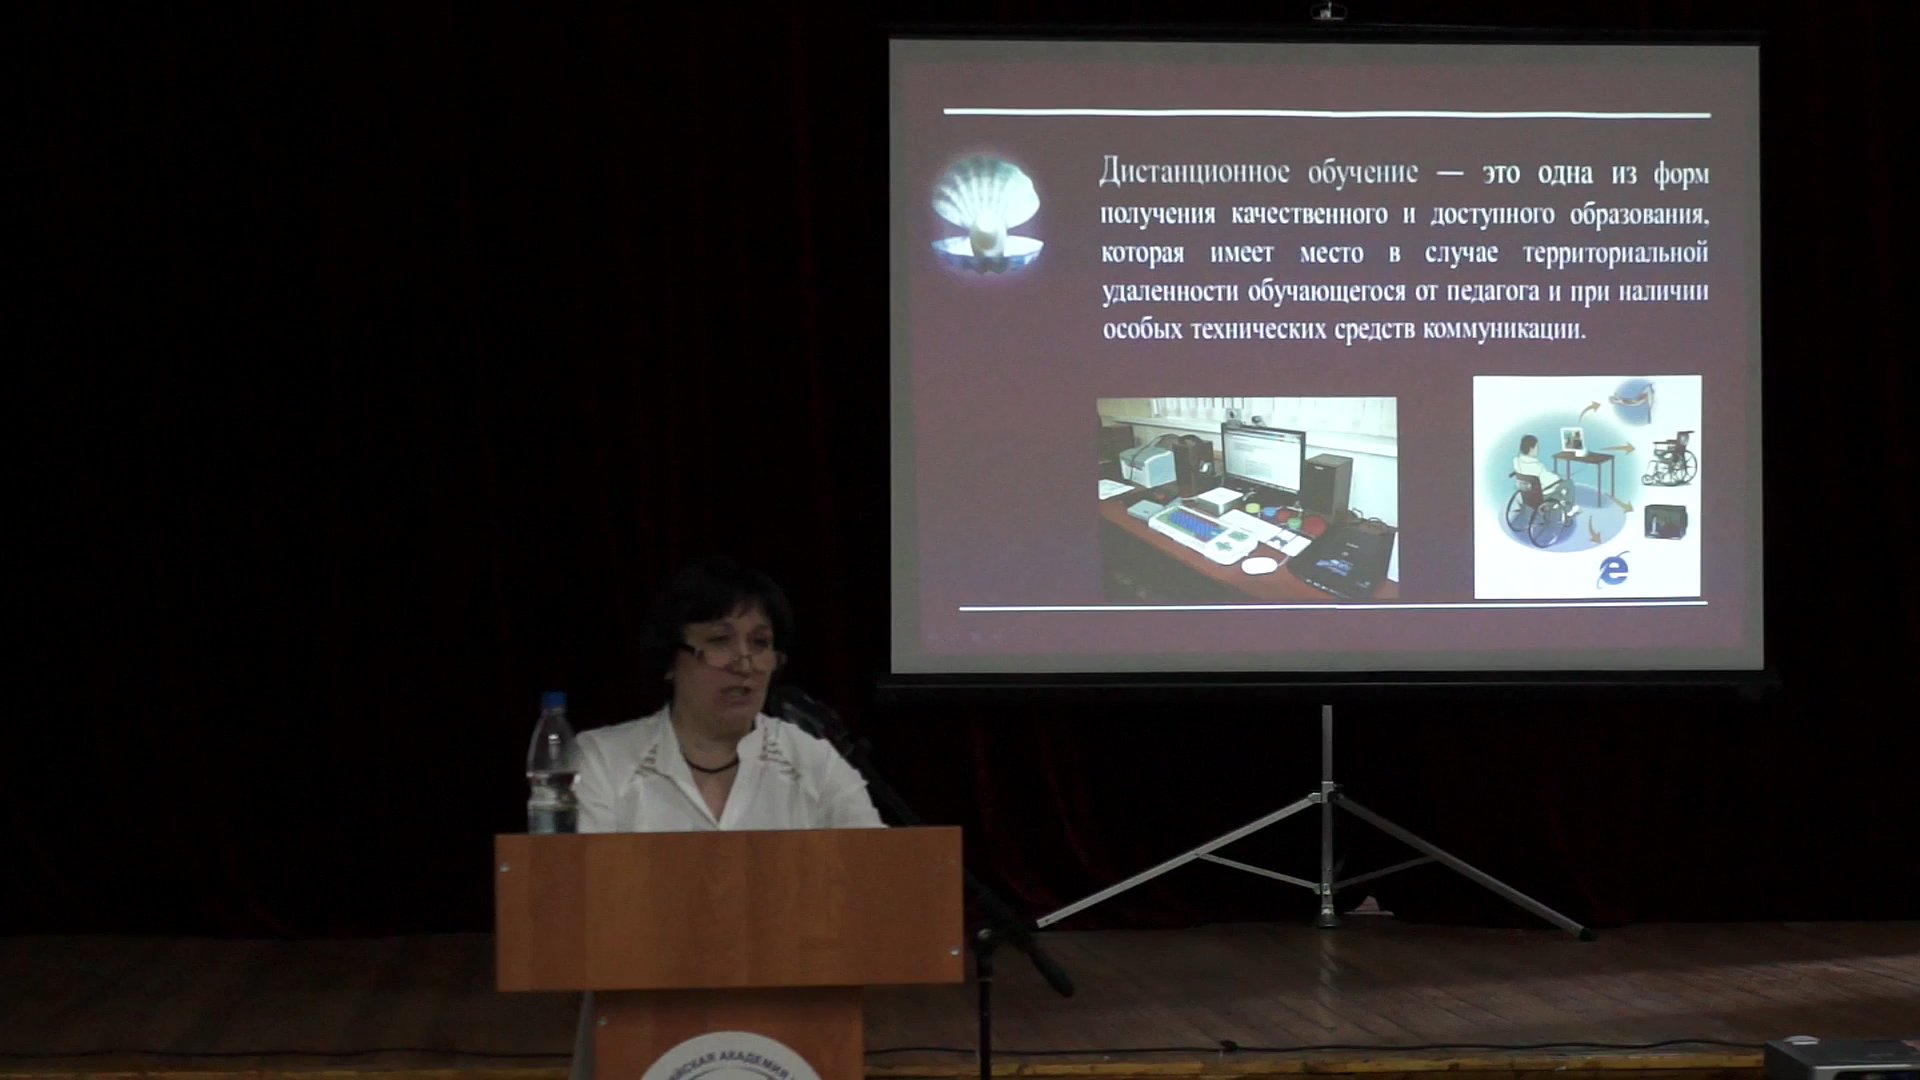 Дистанционное обучение — это одна из форм
получения качественного и доступного образования,
которая имеет место в случае территориальной
удаленности обучающегося от педагога и при наличии
особых технических средств коммуникации.
АКАДЕМИЯ